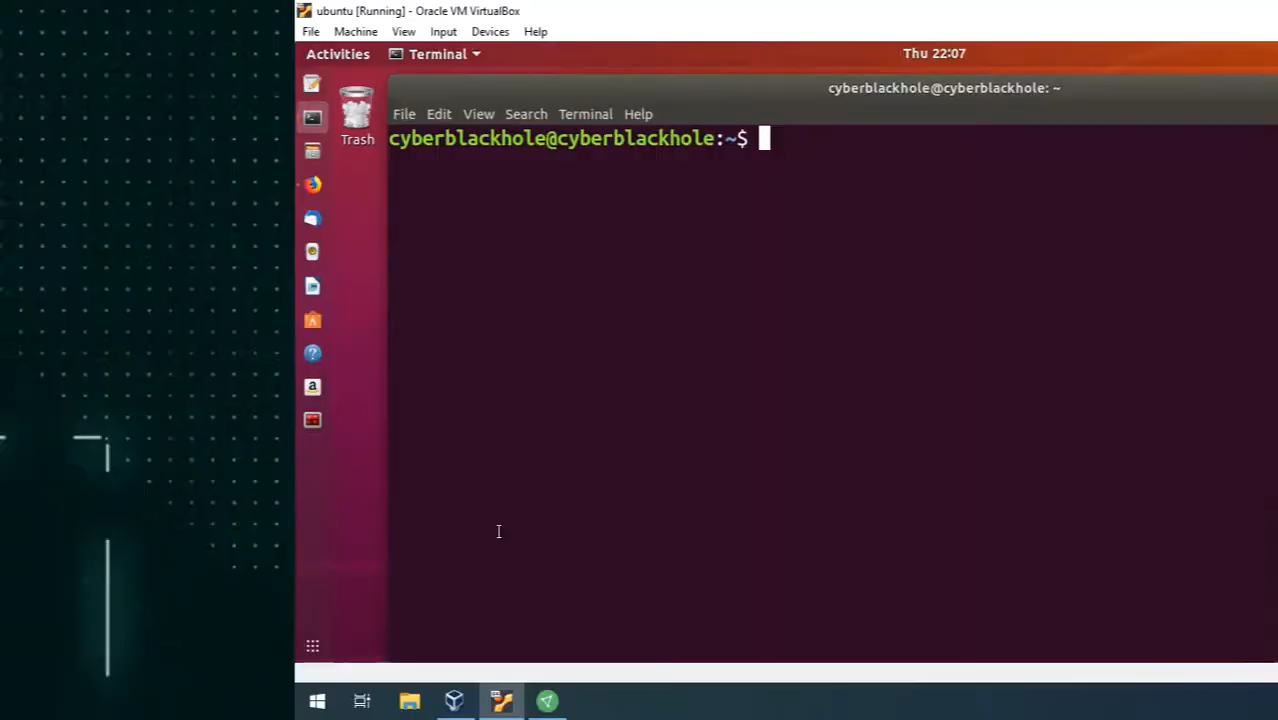 ubuntu [Running] - Oracle VM VirtualBox
File Machine View Input Devices Help
Activities Terminal Thu 22:07
cyberblackhole@cyberblackhole: ~
File Edit View Search Terminal Help
cyberblackhole@cyberblackhole:~$
Trash